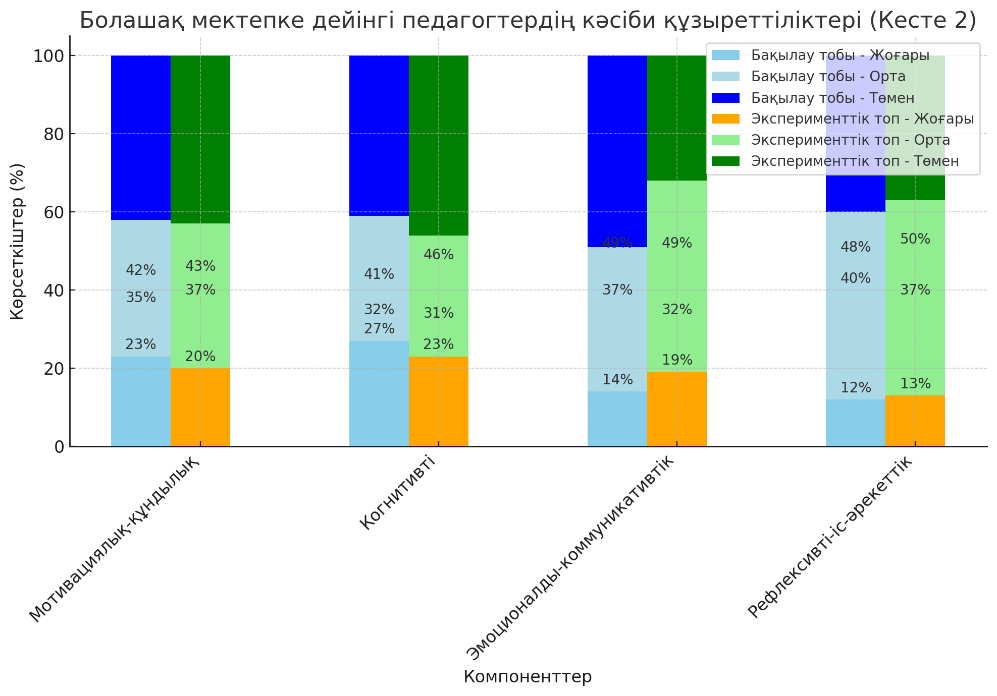 Болашақ мектепке дейінгі педагогтердің кәсіби құзыреттіліктері (Кесте 2)
Бақылау тобы - Жоғары
Бақылау тобы - Орта
Бақылау тобы - Төмен
Эксперименттік топ - Жоғары
Эксперименттік топ - Орта
Эксперименттік топ - Төмен
Көрсеткіштер (%)
100
80
60
40
20
0
42%
35%
23%
43%
37%
20%
41%
32%
27%
46%
31%
23%
49%
37%
14%
49%
32%
19%
48%
40%
12%
50%
37%
13%
Мотивациялық-құндылық
Когнитивті
Эмоционалды-коммуникативтік
Рефлексивті-іс-әрекеттік
Компоненттер